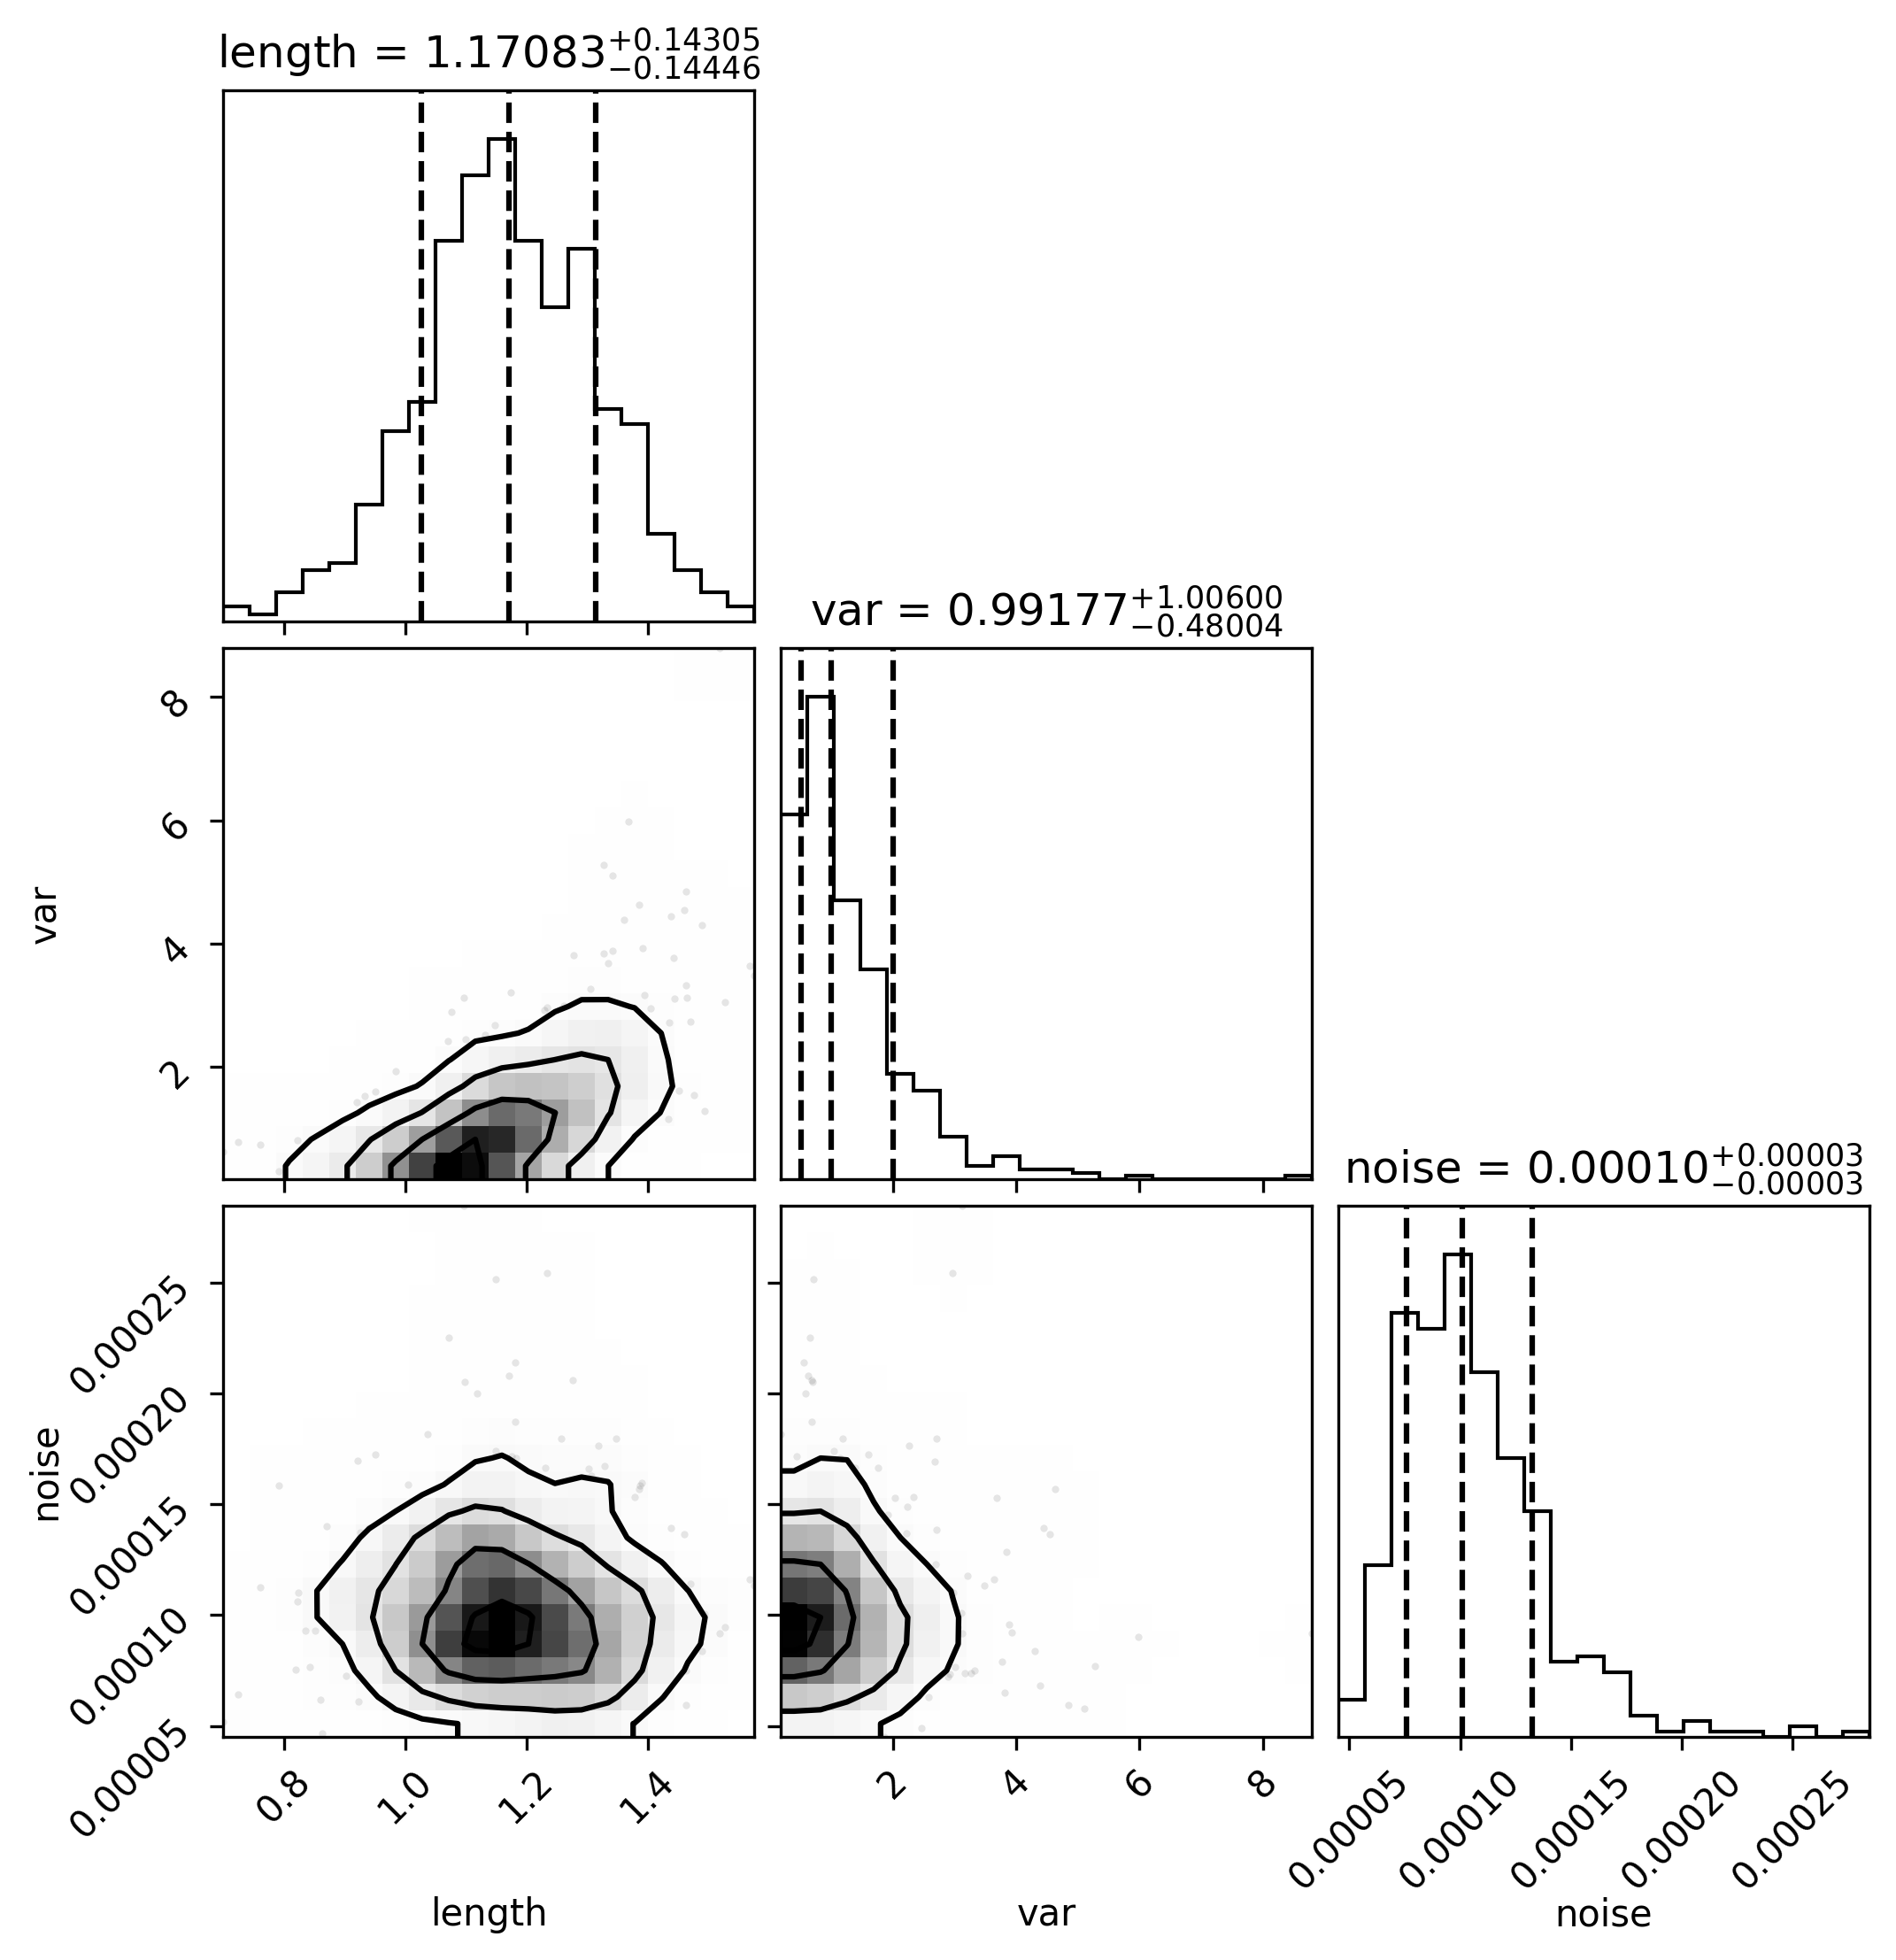 length = 1.17083 +0.14305 −0.14446
var = 0.99177 +1.00600 −0.48004
8
6
4
2
var
noise = 0.00010 +0.00003 −0.00003
0.00025
0.00020
0.00015
0.00010
0.00005
noise
0.8 1.0 1.2 1.4
2 4 6 8
0.00005 0.00010 0.00015 0.00020 0.00025
length
var
noise